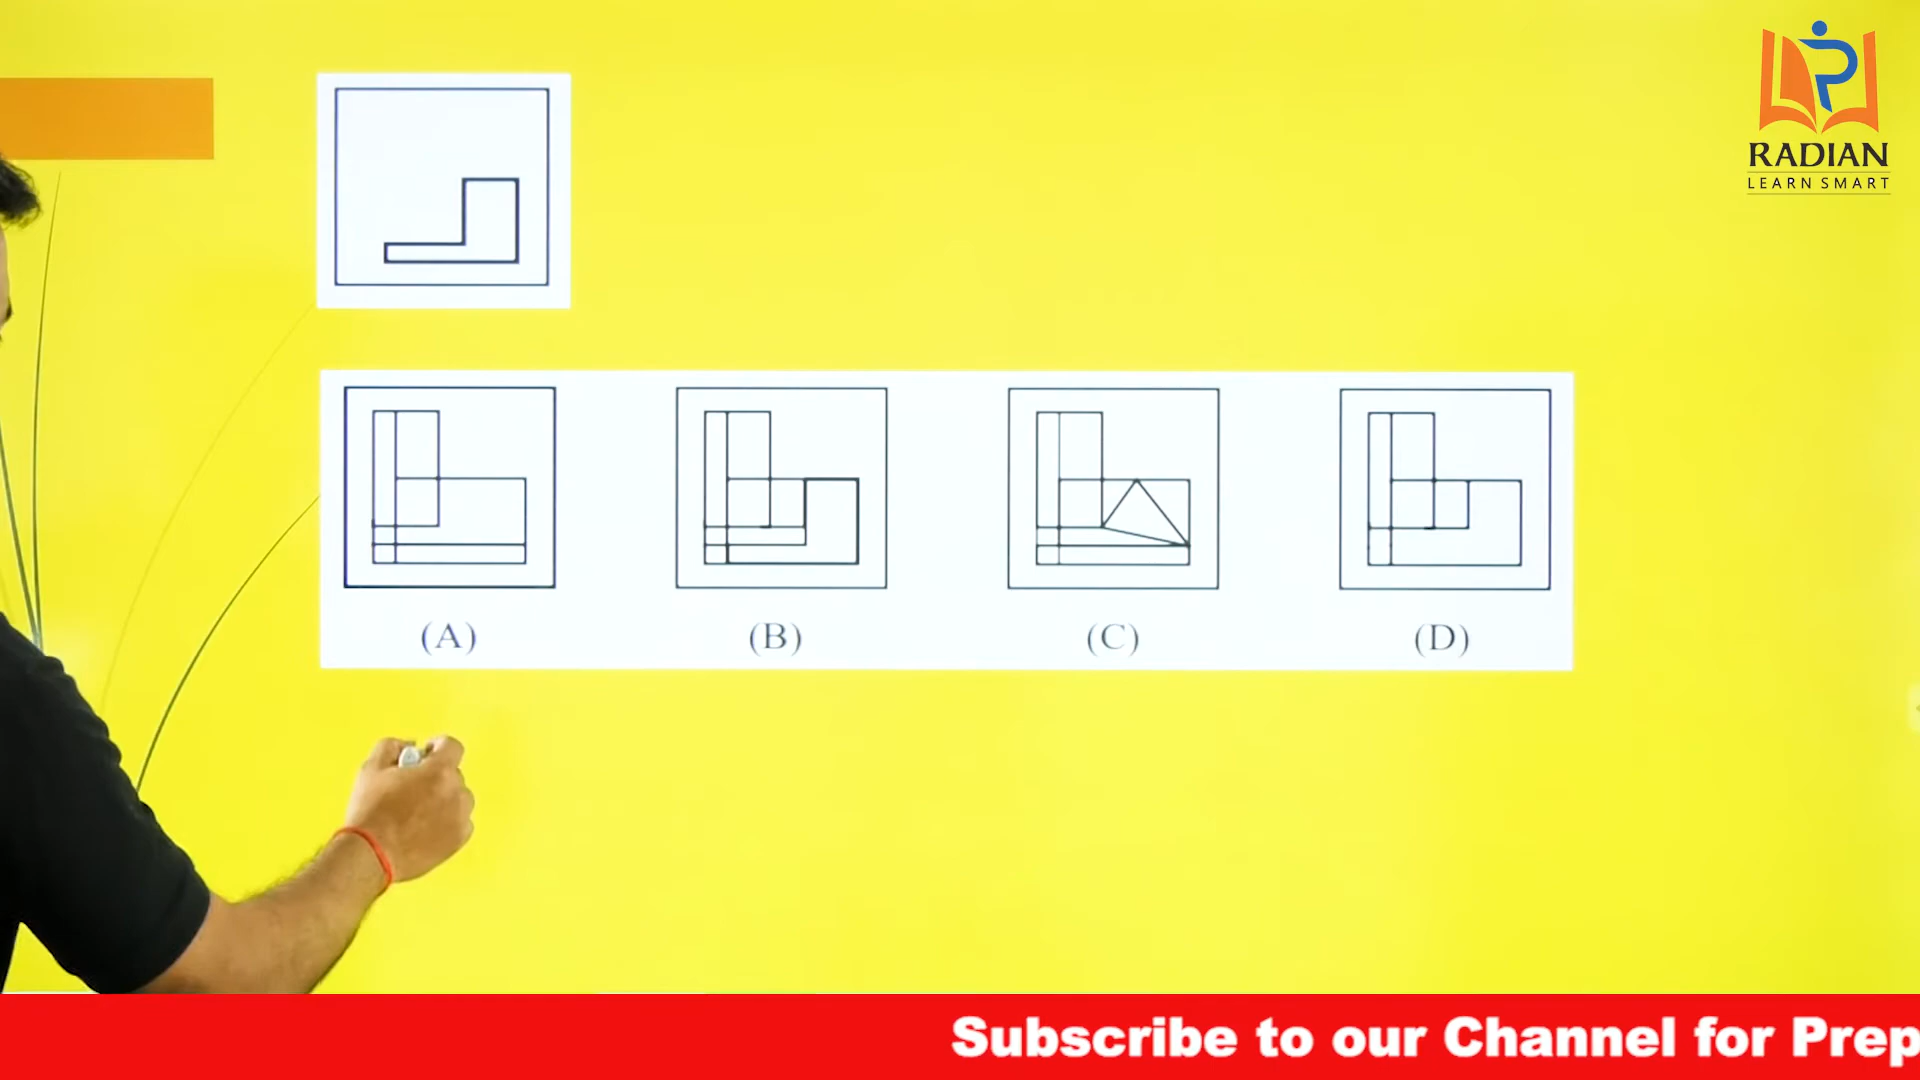 RADIAN
LEARN SMART
(A)
(B)
(C)
(D)
Subscribe to our Channel for Prep